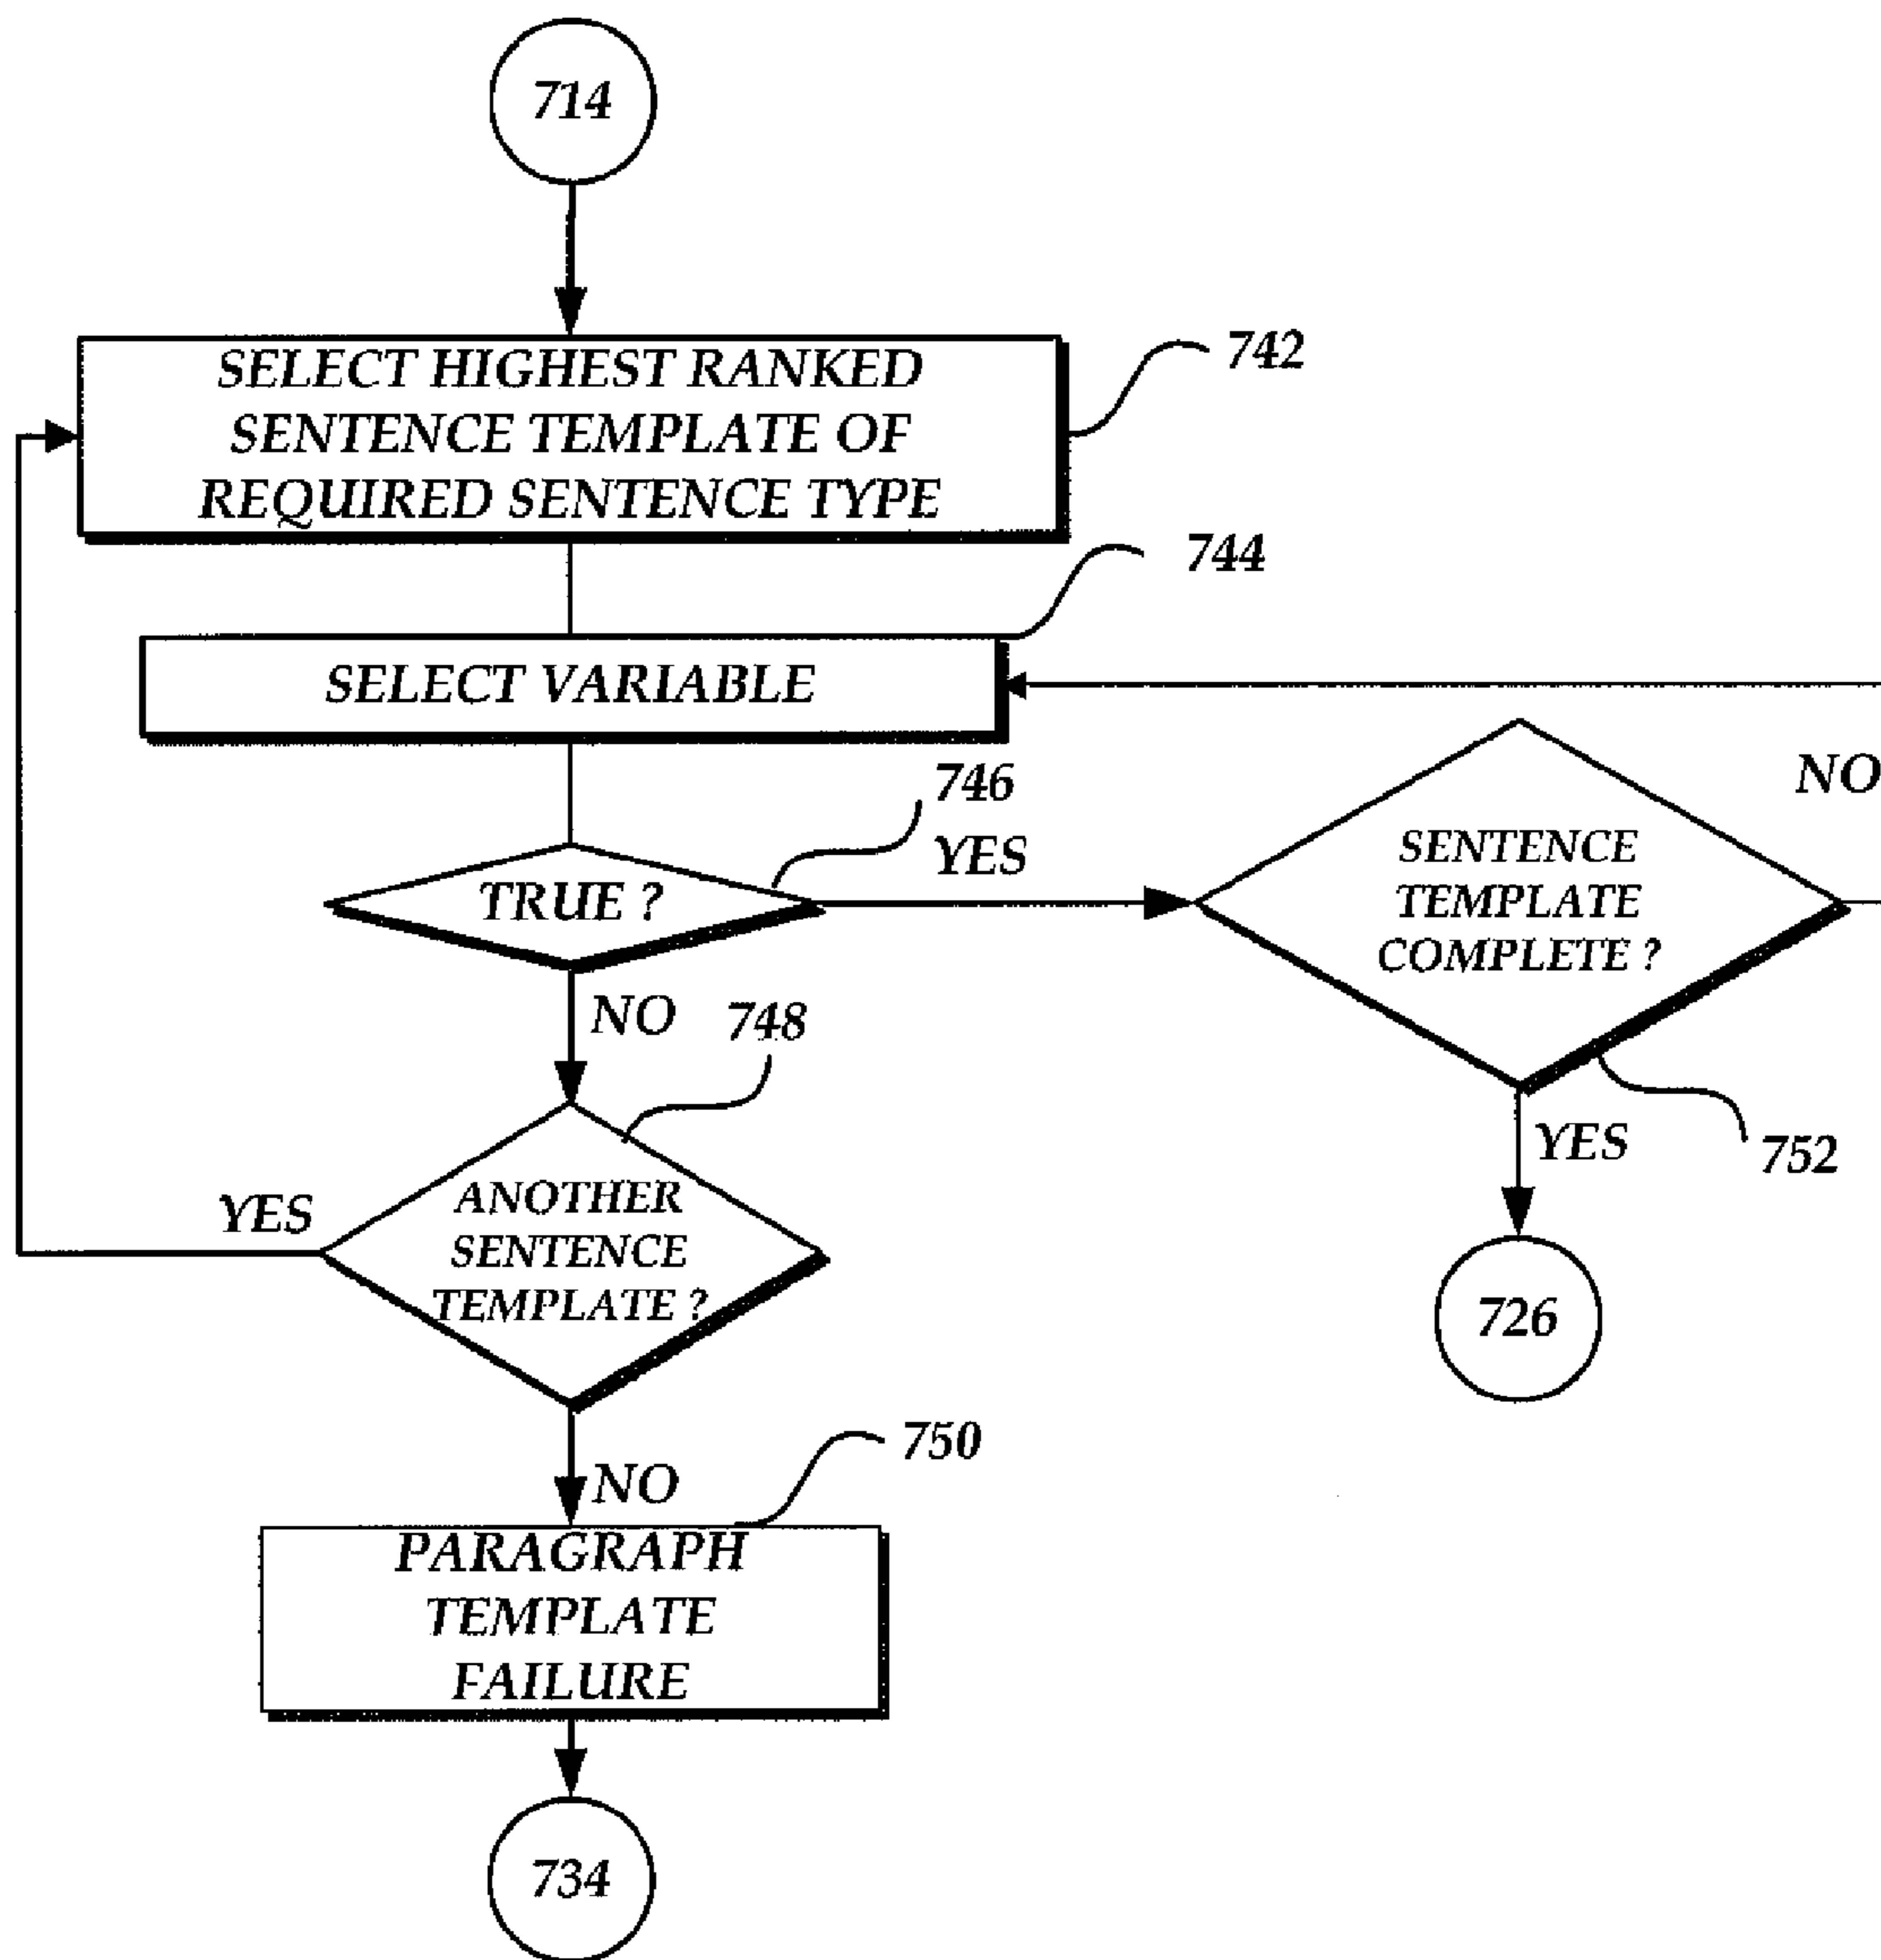 714
SELECT HIGHEST RANKED
SENTENCE TEMPLATE OF
REQUIRED SENTENCE TYPE
742
744
SELECT VARIABLE
746
TRUE ?
YES
SENTENCE
TEMPLATE
COMPLETE ?
NO
NO
748
752
YES
726
ANOTHER
SENTENCE
TEMPLATE ?
YES
NO
750
PARAGRAPH
TEMPLATE
FAILURE
734